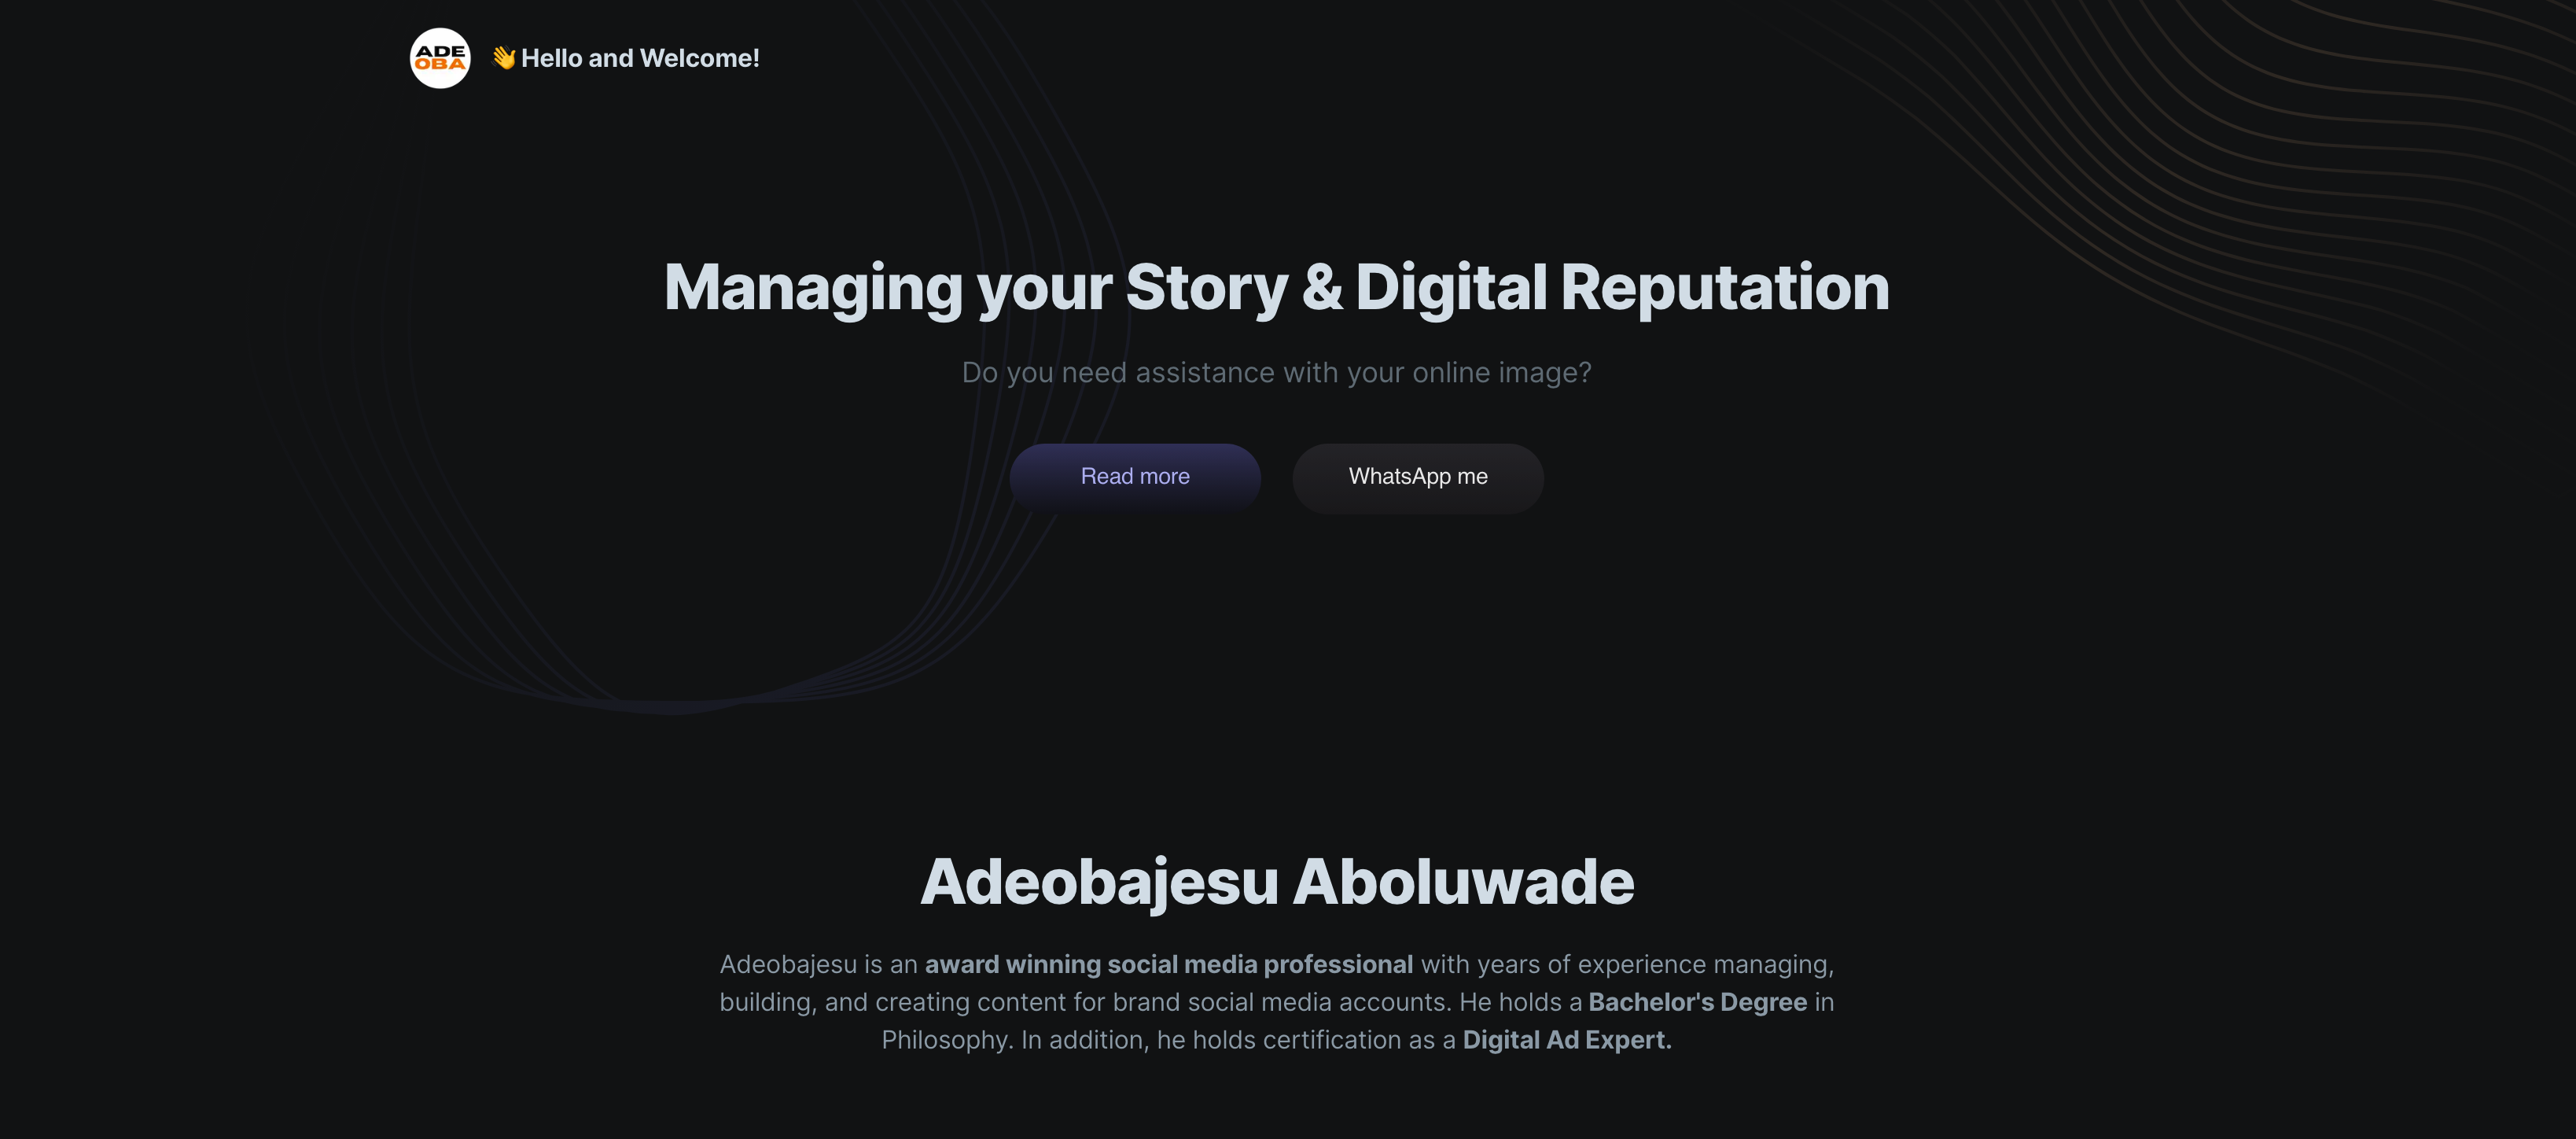 ADE
OBA
👋 Hello and Welcome!
Managing your Story & Digital Reputation
Do you need assistance with your online image?
Read more
WhatsApp me
Adeobajesu Aboluwade
Adeobajesu is an award winning social media professional with years of experience managing,
building, and creating content for brand social media accounts. He holds a Bachelor's Degree in
Philosophy. In addition, he holds certification as a Digital Ad Expert.